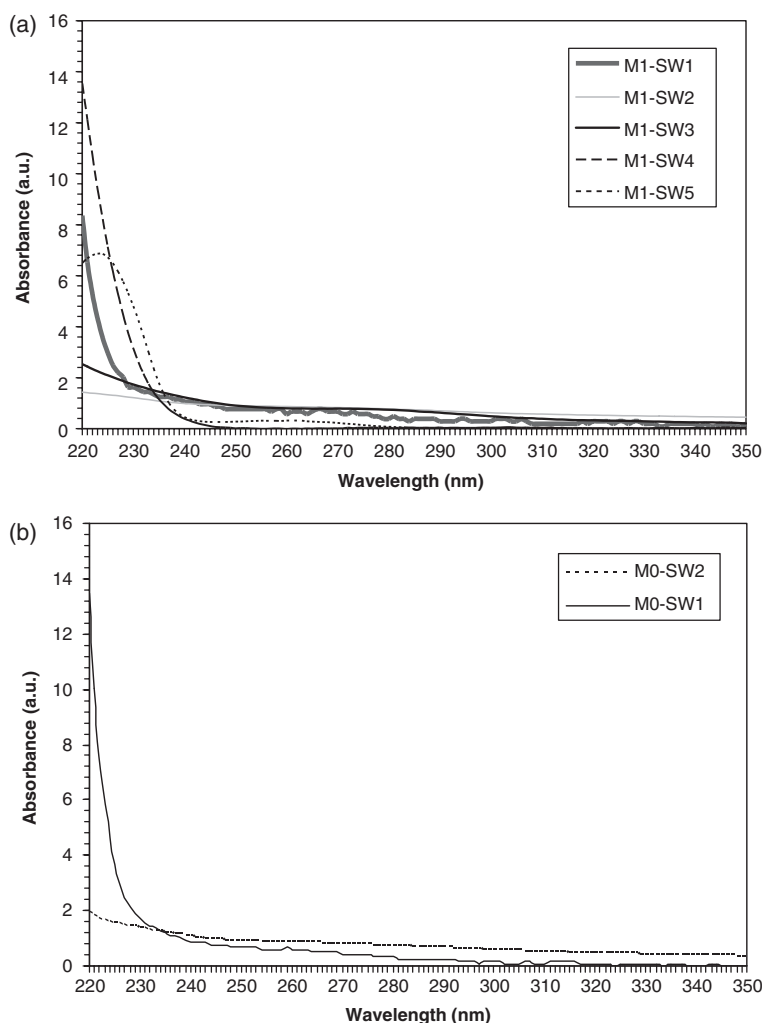 (a)
16
14
12
10
8
6
4
2
0
Absorbance (a.u.)
M1-SW1
M1-SW2
M1-SW3
M1-SW4
M1-SW5
220 230 240 250 260 270 280 290 300 310 320 330 340 350
Wavelength (nm)
(b)
16
14
12
10
8
6
4
2
0
Absorbance (a.u.)
M0-SW2
M0-SW1
220 230 240 250 260 270 280 290 300 310 320 330 340 350
Wavelength (nm)